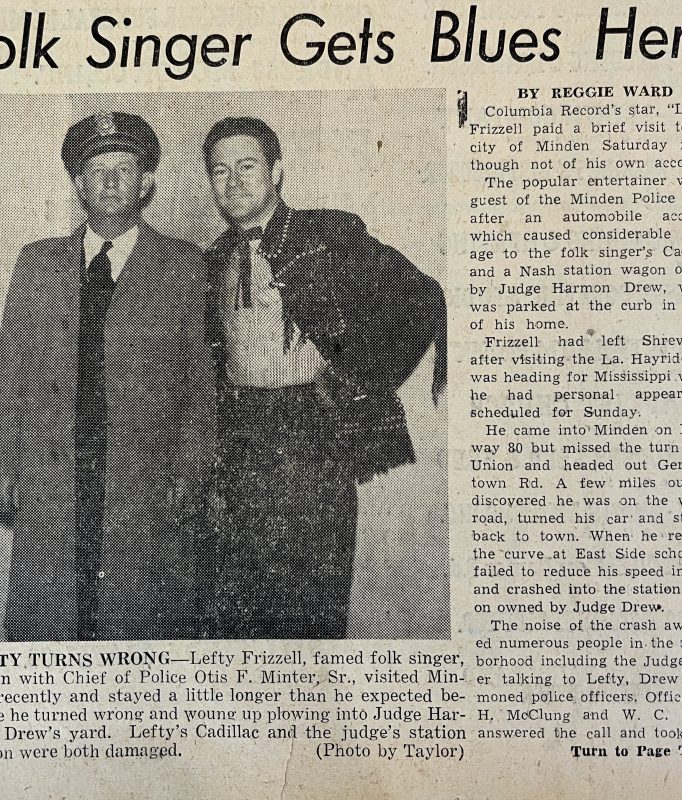 olk Singer Gets Blues Her
BY REGGIE WARD
Columbia Record's star, "L
Frizzell paid a brief visit t
city of Minden Saturday
though not of his own acco
The popular entertainer w
guest of the Minden Police
after an automobile acc
which caused considerable
age to the folk singer's Ca
and a Nash station wagon o
by Judge Harmon Drew, w
was parked at the curb in
of his home.
Frizzell had left Shrev
after visiting the La. Hayrid
was heading for Mississippi w
he had personal appear
scheduled for Sunday.
He came into Minden on
way 80 but missed the turn
Union and headed out Ger
town Rd. A few miles ou
discovered he was on the w
road, turned his car and st
back to town. When he re
the curve at East Side scho
failed to reduce his speed in
and crashed into the station
on owned by Judge Drew.
The noise of the crash aw
ed numerous people in the
borhood including the Judge
er talking to Lefty, Drew
moned police officers. Offic
H. McClung and W. C.
answered the call and took
Turn to Page
TY TURNS WRONG—Lefty Frizzell, famed folk singer,
n with Chief of Police Otis F. Minter, Sr., visited Min-
recently and stayed a little longer than he expected be-
e he turned wrong and woung up plowing into Judge Har-
Drew's yard. Lefty's Cadillac and the judge's station
on were both damaged. (Photo by Taylor)